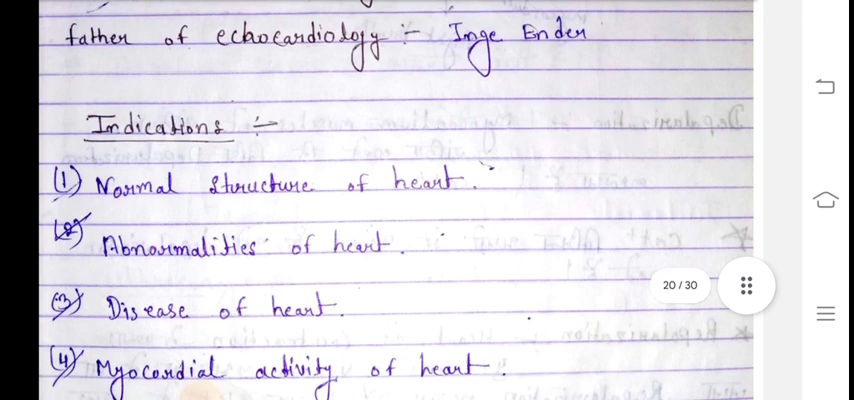 father of echocardiology :- Inge Ender
Indications :-
(1) Normal structure of heart.
(2) Abnormalities of heart.
(3) Disease of heart.
20 / 30
(4) Myocordial activity of heart.